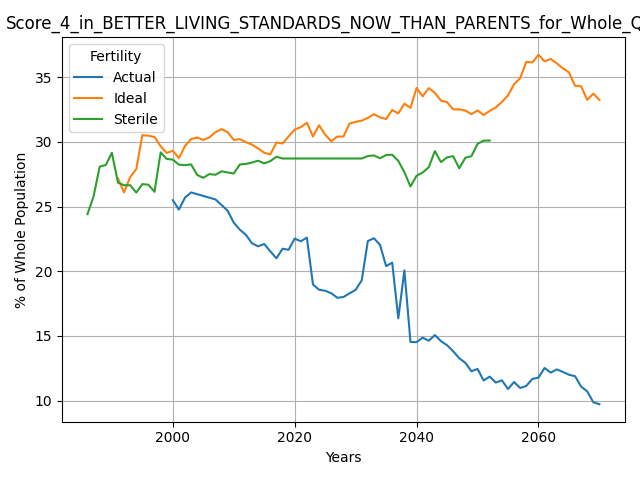 Score_4_in_BETTER_LIVING_STANDARDS_NOW_THAN_PARENTS_for_Whole_Q
Fertility
Actual
Ideal
Sterile
% of Whole Population
35
30
25
20
15
10
2000
2020
2040
2060
Years